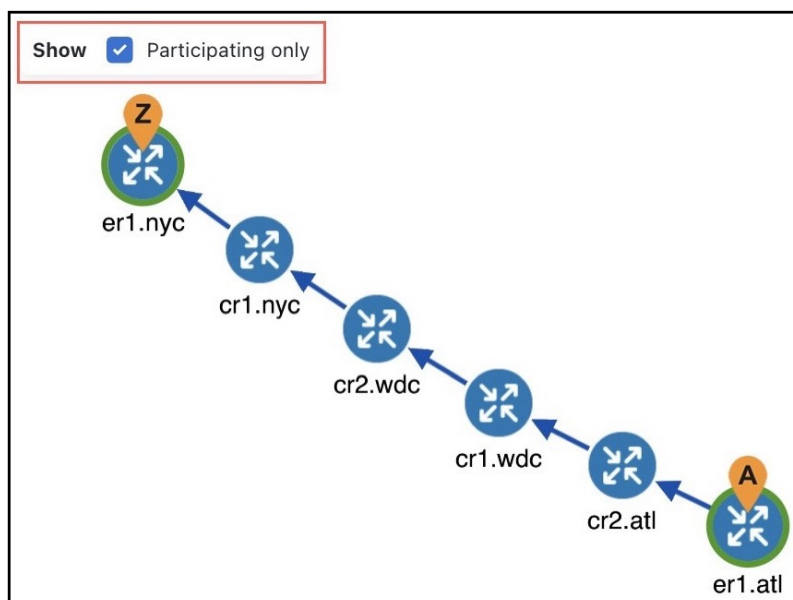 Show Participating only
Z
er1.nyc
cr1.nyc
cr2.wdc
cr1.wdc
A
cr2.atl
er1.atl